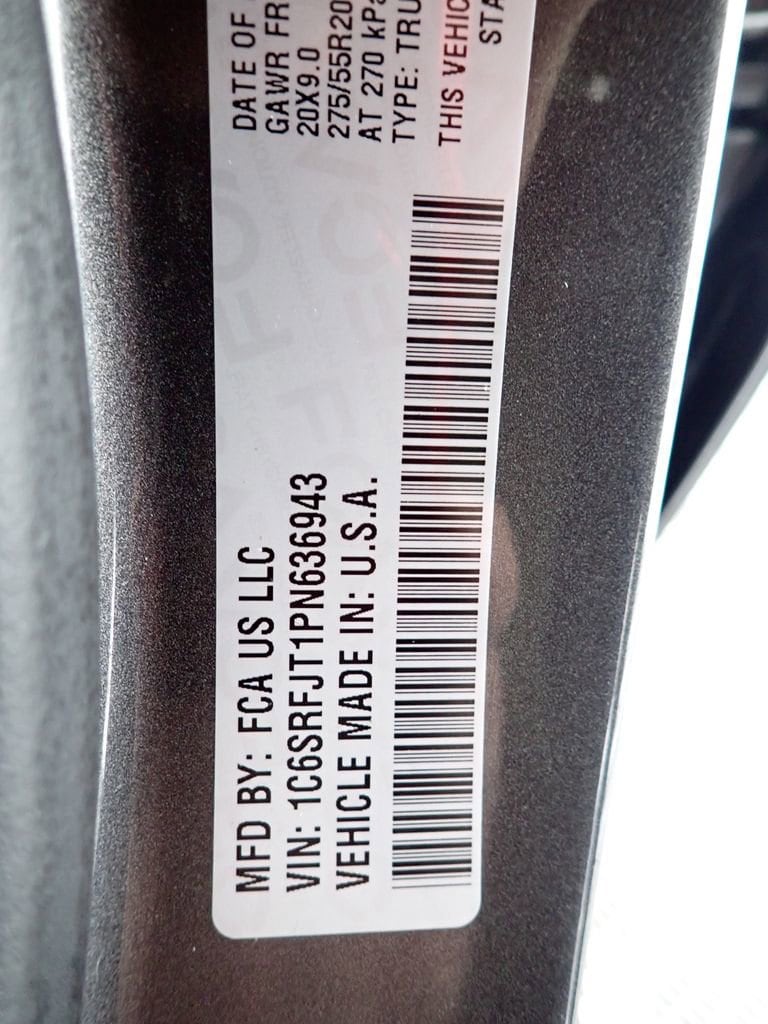 MFD BY: FCA US LLC
VIN: 1C6SRFJT1PN636943
VEHICLE MADE IN: U.S.A.
DATE OF
GAWR FR
20X9.0
275/55R20
AT 270 kPa
TYPE: TRU
THIS VEHIC
STA